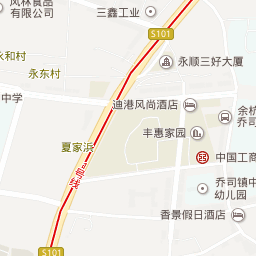 风林食品
有限公司
三鑫工业
S101
永和村
永顺三好大厦
永东村
中学
迪港风尚酒店
余杭
乔司
丰惠家园
夏家浜
中国工商
号线
乔司镇中
幼儿园
香景假日酒店
S101